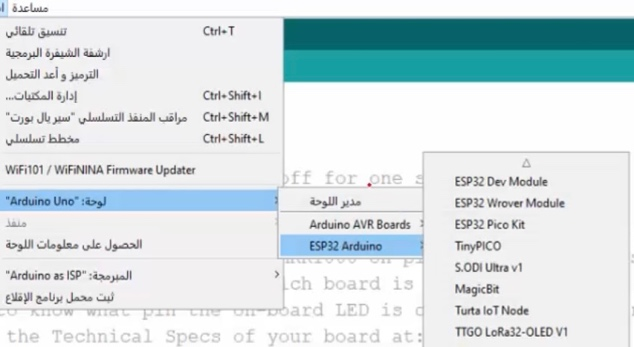 مساعدة
تنسيق تلقائي Ctrl+T
ارشفة الشيفرة البرمجية
الترميز و أعد التحميل
إدارة المكتبات... Ctrl+Shift+I
مراقب المنفذ التسلسلي "سيريال بورت" Ctrl+Shift+M
مخطط تسلسلي Ctrl+Shift+L
WiFi101 / WiFiNINA Firmware Updater
لوحة: "Arduino Uno"
منفذ
الحصول على معلومات اللوحة
المبرمجة: "Arduino as ISP"
ثبت محمل برنامج الإقلاع
مدير اللوحة
Arduino AVR Boards
ESP32 Arduino
ESP32 Dev Module
ESP32 Wrover Module
ESP32 Pico Kit
TinyPICO
S.ODI Ultra v1
MagicBit
Turta IoT Node
TTGO LoRa32-OLED V1
off for one
board is
know what pin the on-board LED is
the Technical Specs of your board at: